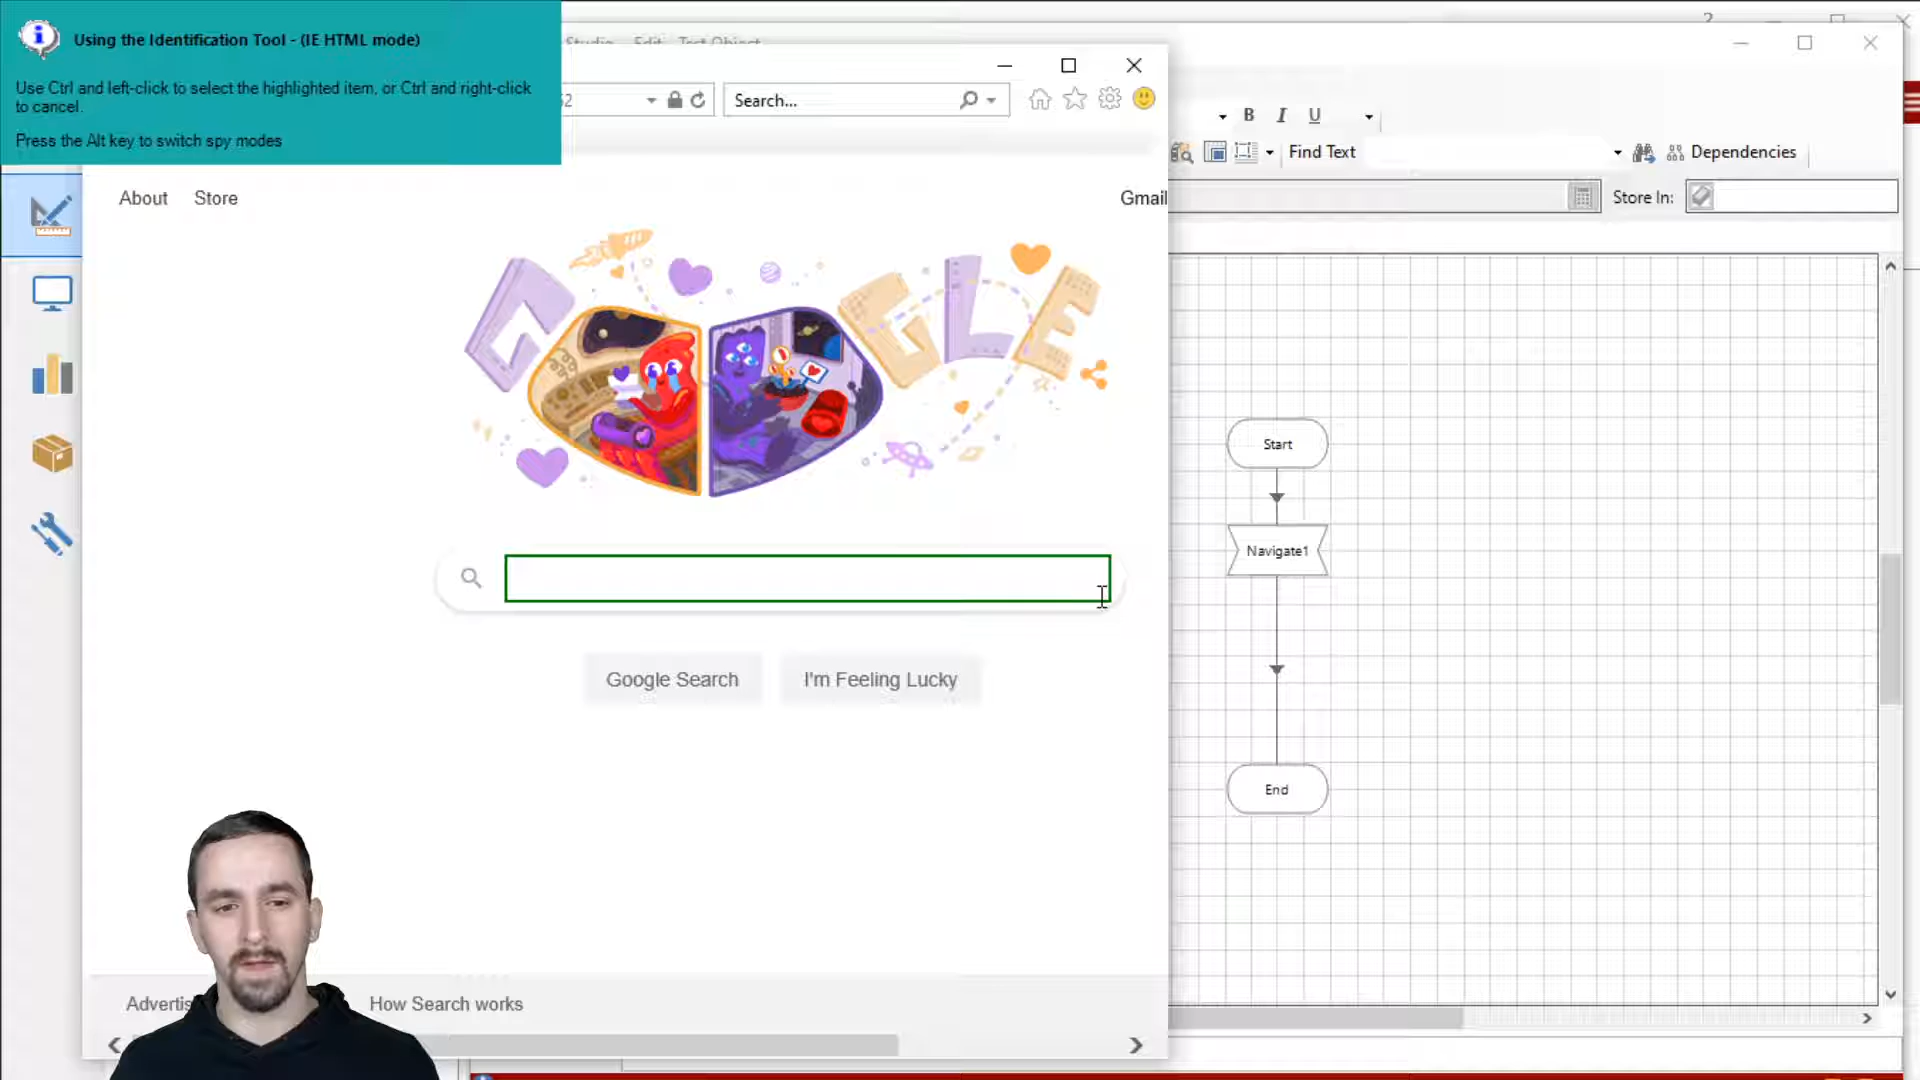 Using the Identification Tool - (IE HTML mode)
Use Ctrl and left-click to select the highlighted item, or Ctrl and right-click
to cancel.
Press the Alt key to switch spy modes
Search...
B I U
Find Text
Dependencies
Store In:
About Store
Gmail
Google Search
I'm Feeling Lucky
Start
Navigate1
End
How Search works